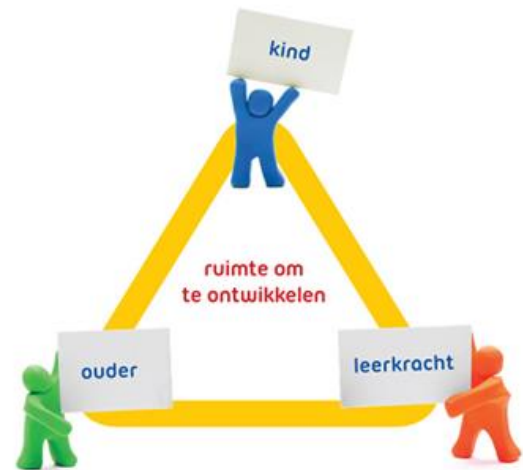 kind
ruimte om
te ontwikkelen
ouder
leerkracht